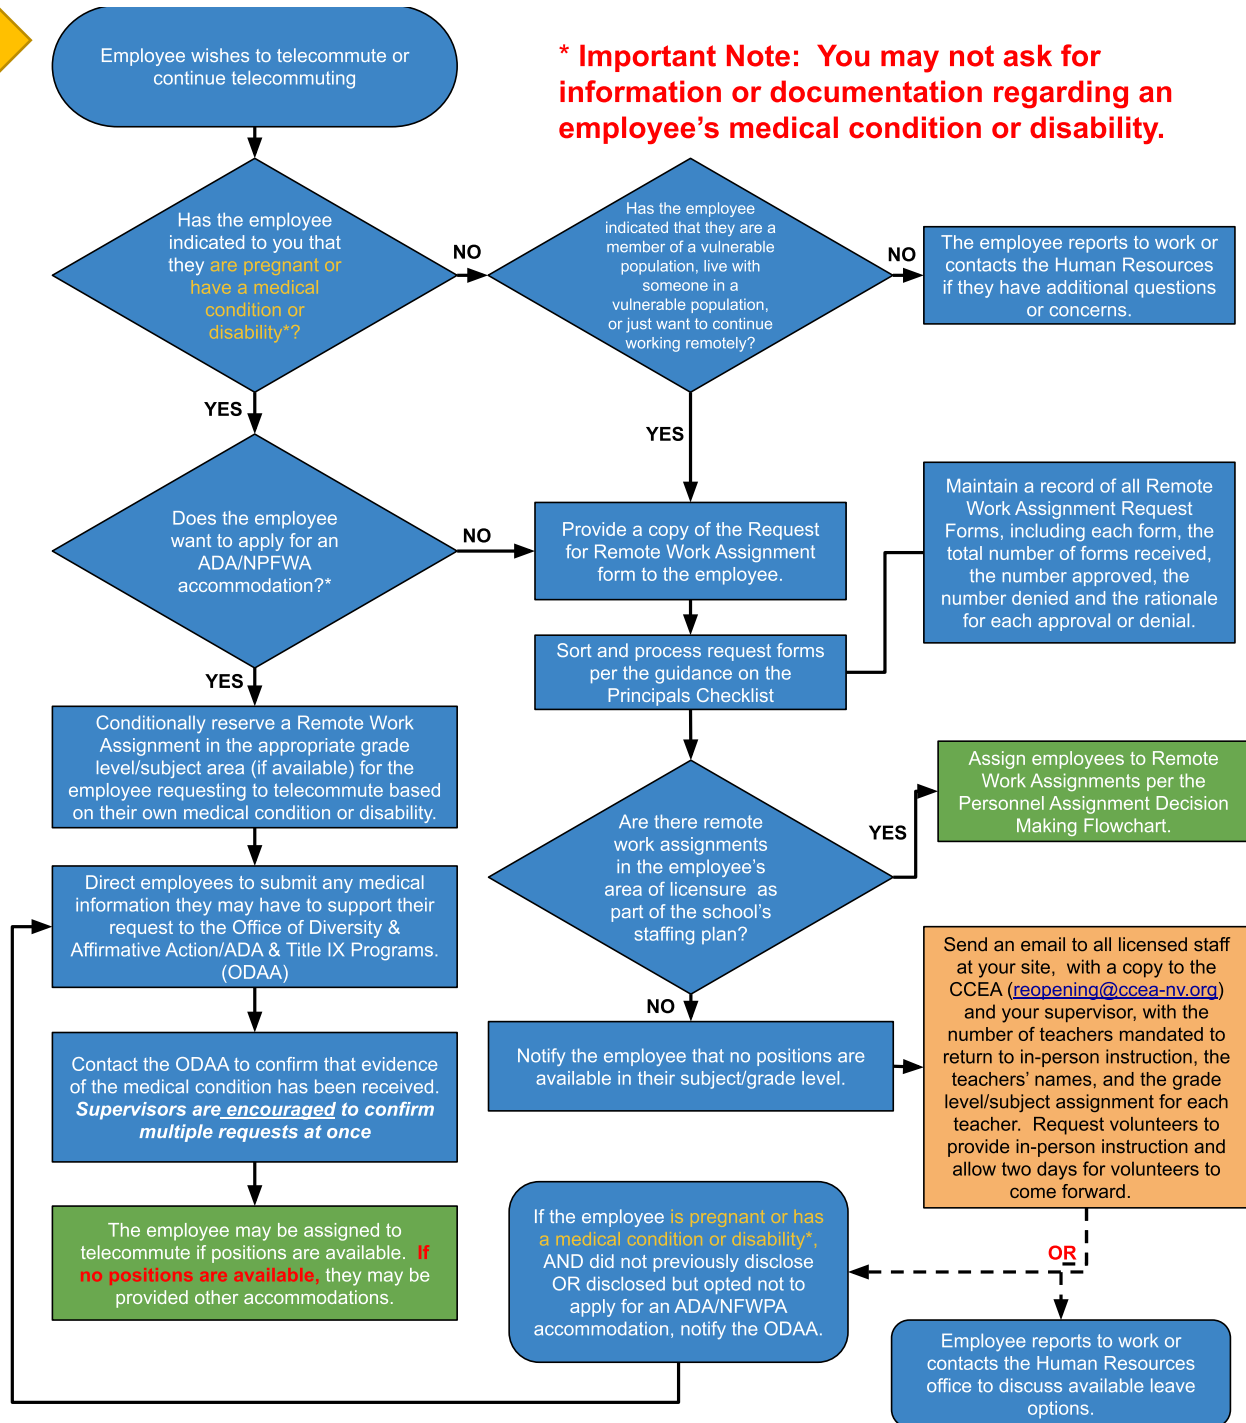 Employee wishes to telecommute or
continue telecommuting
* Important Note:  You may not ask for
information or documentation regarding an
employee's medical condition or disability.
Has the employee
indicated to you that
they are pregnant or
have a medical
condition or
disability*?
NO
Has the employee
indicated that they are a
member of a vulnerable
population, live with
someone in a
vulnerable population,
or just want to continue
working remotely?
NO
The employee reports to work or
contacts the Human Resources
if they have additional questions
or concerns.
YES
YES
Does the employee
want to apply for an
ADA/NPFWA
accommodation?*
NO
Provide a copy of the Request
for Remote Work Assignment
form to the employee.
Maintain a record of all Remote
Work Assignment Request
Forms, including each form, the
total number of forms received,
the number approved, the
number denied and the rationale
for each approval or denial.
Sort and process request forms
per the guidance on the
Principals Checklist
YES
Conditionally reserve a Remote Work
Assignment in the appropriate grade
level/subject area (if available) for the
employee requesting to telecommute based
on their own medical condition or disability.
Are there remote
work assignments
in the employee's
area of licensure  as
part of the school's
staffing plan?
YES
Assign employees to Remote
Work Assignments per the
Personnel Assignment Decision
Making Flowchart.
Direct employees to submit any medical
information they may have to support their
request to the Office of Diversity &
Affirmative Action/ADA & Title IX Programs.
(ODAA)
NO
Notify the employee that no positions are
available in their subject/grade level.
Send an email to all licensed staff
at your site,  with a copy to the
CCEA (reopening@ccea-nv.org)
and your supervisor, with the
number of teachers mandated to
return to in-person instruction, the
teachers' names, and the grade
level/subject assignment for each
teacher.  Request volunteers to
provide in-person instruction and
allow two days for volunteers to
come forward.
Contact the ODAA to confirm that evidence
of the medical condition has been received.
Supervisors are encouraged to confirm
multiple requests at once
The employee may be assigned to
telecommute if positions are available.  If
no positions are available, they may be
provided other accommodations.
If the employee is pregnant or has
a medical condition or disability*,
AND did not previously disclose
OR disclosed but opted not to
apply for an ADA/NFWPA
accommodation, notify the ODAA.
OR
Employee reports to work or
contacts the Human Resources
office to discuss available leave
options.